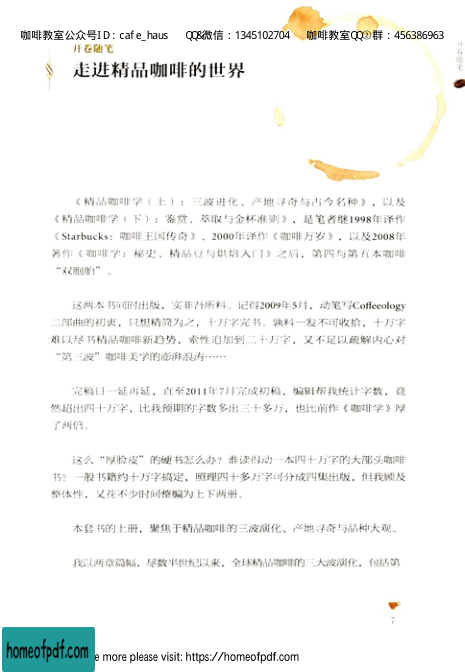 咖啡教室公众号ID：cafe_haus QQ&微信：1345102704 咖啡教室QQ②群：456386963
开卷随笔
走进精品咖啡的世界
开卷随笔
《精品咖啡学（上）：三波进化、产地寻奇与古今名种》，以及
《精品咖啡学（下）：鉴赏、萃取与金杯准则》，是笔者继1998年译作
《Starbucks：咖啡王国传奇》、2000年译作《咖啡万岁》，以及2008年
著作《咖啡学：秘史、精品豆与烘焙入门》之后，第四与第五本咖啡
“双胞胎”。
这两本书同时出版，实非吾所料。记得2009年5月，动笔写Coffeeology
二部曲的初衷，只想精简为之，十万字完书。孰料一发不可收拾，十万字
难以尽书精品咖啡新趋势，索性追加到二十万字，又不足以疏解内心对
“第三波”咖啡美学的澎湃浪涛……
完稿日一延再延，直至2011年7月完成初稿，编辑帮我统计字数，竟
然超出四十万字，比我预期的字数多出三十多万，也比前作《咖啡学》厚
了两倍。
这么“厚脸皮”的硬书怎么办？谁读得动一本四十万字的大部头咖啡
书？一般书籍约十万字搞定，照理四十多万字可分成四集出版，但我顾及
整体性，又花不少时间整编为上下两册。
本套书的上册，聚焦于精品咖啡的三波演化、产地寻奇与品种大观。
我以两章篇幅，尽数半世纪以来，全球精品咖啡的三大波演化，包括第
7
homeofpdf.com
e more please visit: https://homeofpdf.com